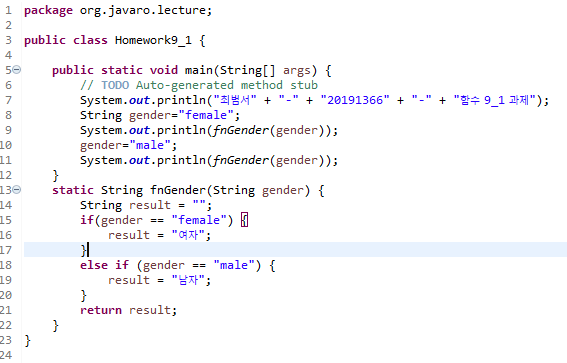 1 package org.javaro.lecture;
2
3 public class Homework9_1 {
4
5 public static void main(String[] args) {
6 // TODO Auto-generated method stub
7 System.out.println("최범서" + "-" + "20191366" + "-" + "함수 9_1 과제");
8 String gender="female";
9 System.out.println(fnGender(gender));
10 gender="male";
11 System.out.println(fnGender(gender));
12 }
13 static String fnGender(String gender) {
14 String result = "";
15 if(gender == "female") {
16 result = "여자";
17 }
18 else if (gender == "male") {
19 result = "남자";
20 }
21 return result;
22 }
23 }
24